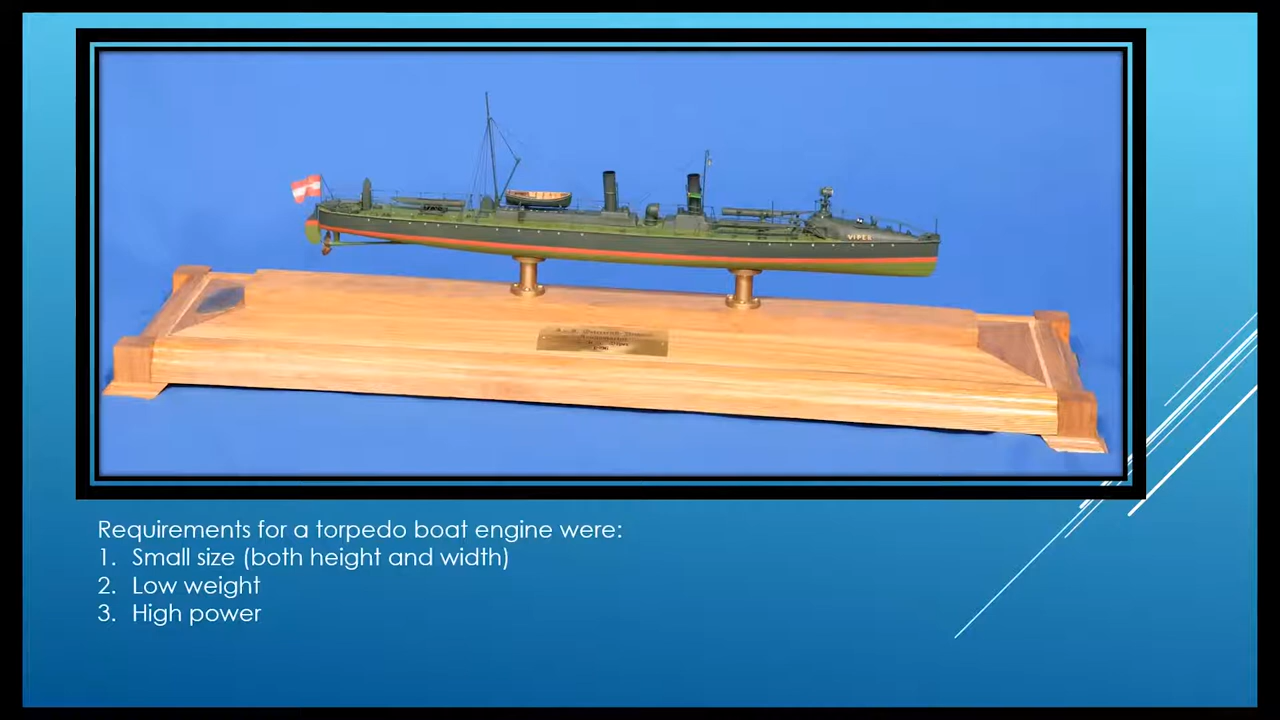 VIPER
Requirements for a torpedo boat engine were:
1. Small size (both height and width)
2. Low weight
3. High power